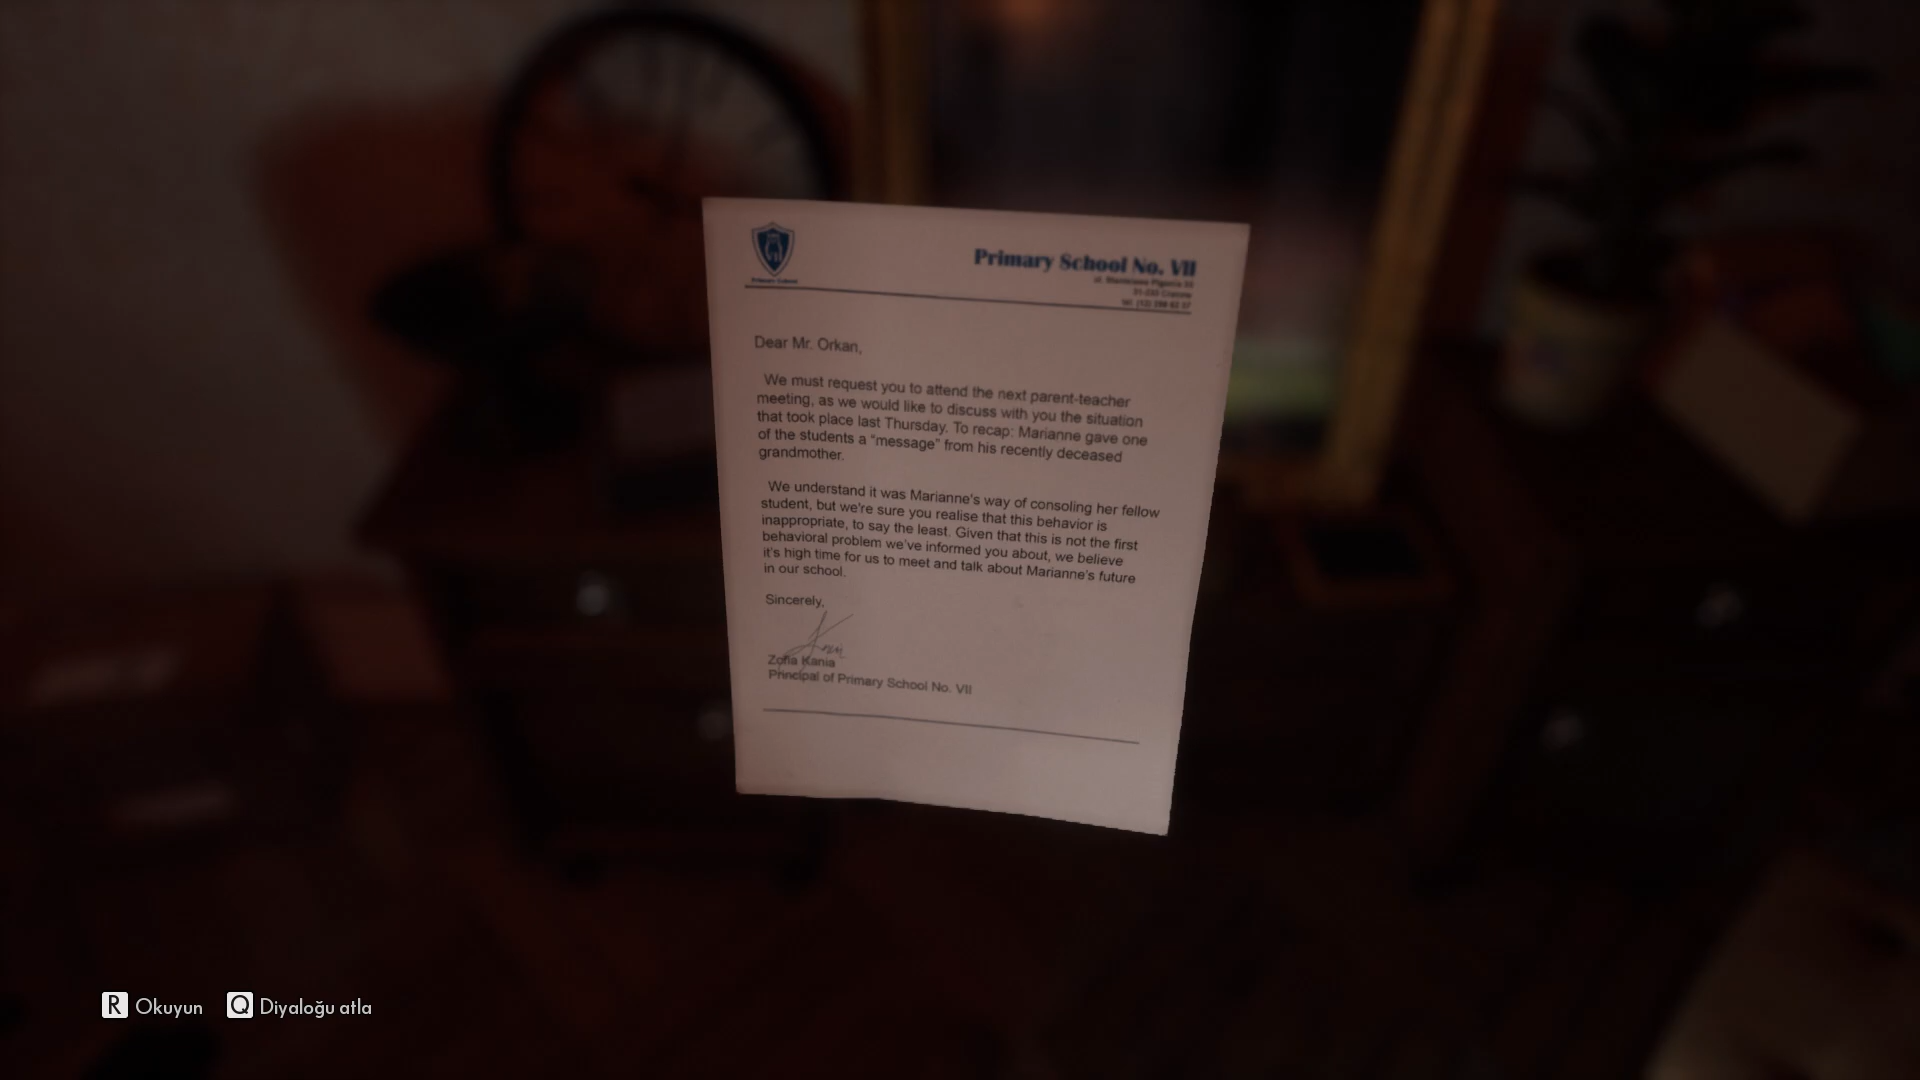 Primary School No. VII
Primary School
Dear Mr. Orkan,
We must request you to attend the next parent-teacher
meeting, as we would like to discuss with you the situation
that took place last Thursday. To recap: Marianne gave one
of the students a “message” from his recently deceased
grandmother.
We understand it was Marianne's way of consoling her fellow
student, but we're sure you realise that this behavior is
inappropriate, to say the least. Given that this is not the first
behavioral problem we've informed you about, we believe
it's high time for us to meet and talk about Marianne's future
in our school.
Sincerely,
Zofia Kania
Principal of Primary School No. VII
R Okuyun Q Diyaloğu atla